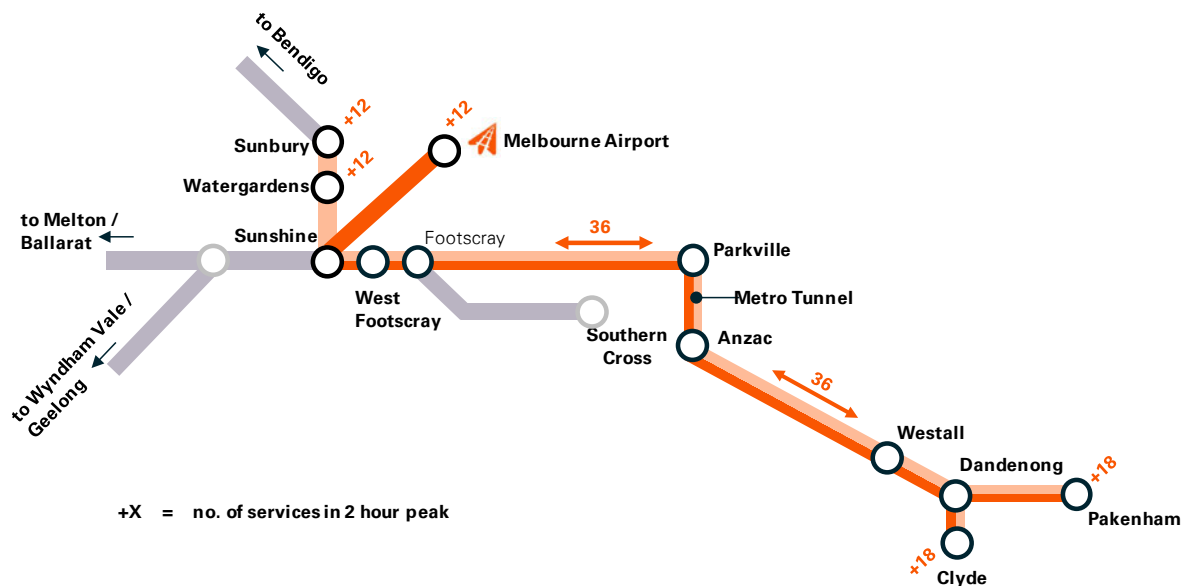 to Bendigo
+12
+12
Sunbury
Melbourne Airport
+12
Watergardens
to Melton /
Ballarat
Sunshine
Footscray
36
Parkville
West
Footscray
Metro Tunnel
Southern
Cross
Anzac
to Wyndham Vale /
Geelong
36
Westall
Dandenong
+18
Pakenham
+X = no. of services in 2 hour peak
+18
Clyde